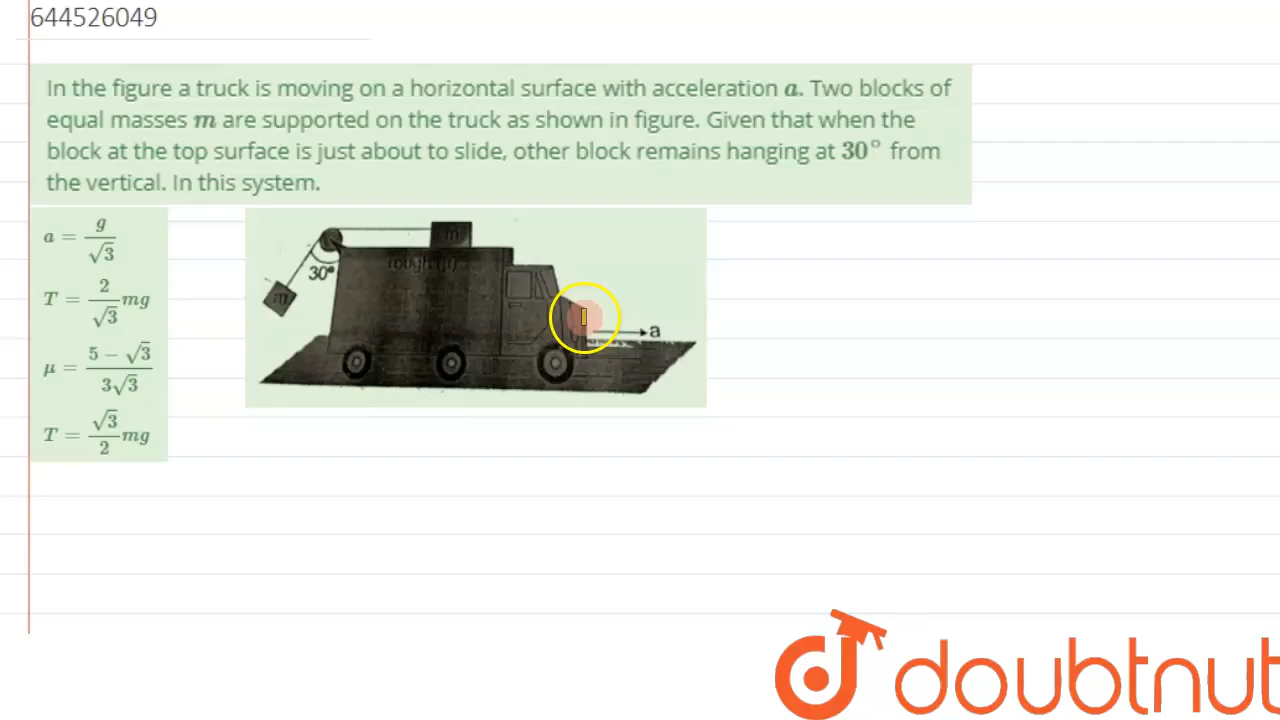 644526049
In the figure a truck is moving on a horizontal surface with acceleration a. Two blocks of
equal masses m are supported on the truck as shown in figure. Given that when the
block at the top surface is just about to slide, other block remains hanging at 30° from
the vertical. In this system.
a = g/√3
T = 2/√3 mg
μ = (5 − √3)/(3√3)
T = √3/2 mg
m
rough(μ)
30°
m
a
doubtnut